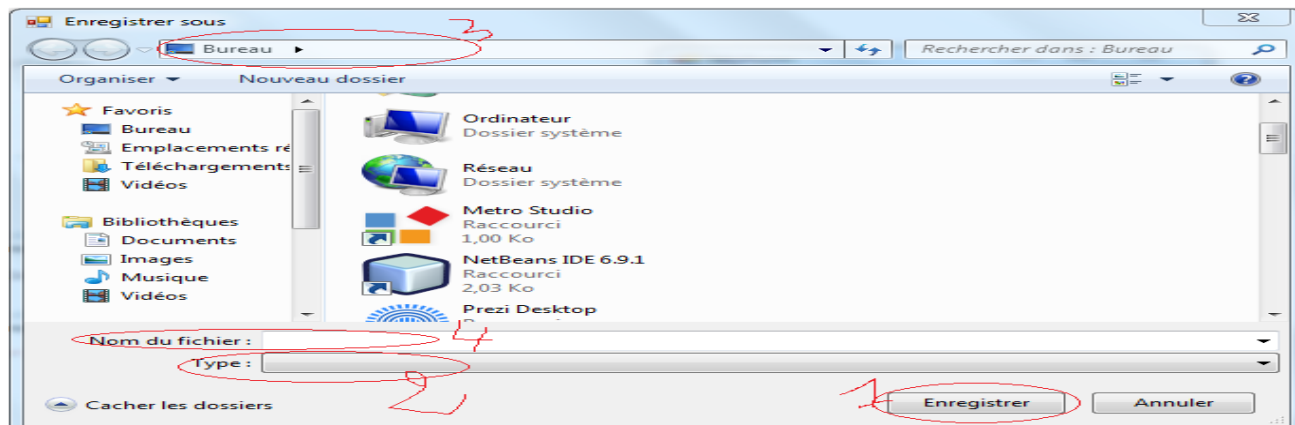 Enregistrer sous
3
Bureau
Rechercher dans : Bureau
Organiser
Nouveau dossier
Favoris
Bureau
Emplacements ré
Téléchargements
Vidéos
Bibliothèques
Documents
Images
Musique
Vidéos
Ordinateur
Dossier système
Réseau
Dossier système
Metro Studio
Raccourci
1,00 Ko
NetBeans IDE 6.9.1
Raccourci
2,03 Ko
Prezi Desktop
Nom du fichier :
4
Type :
2
Cacher les dossiers
1
Enregistrer
Annuler